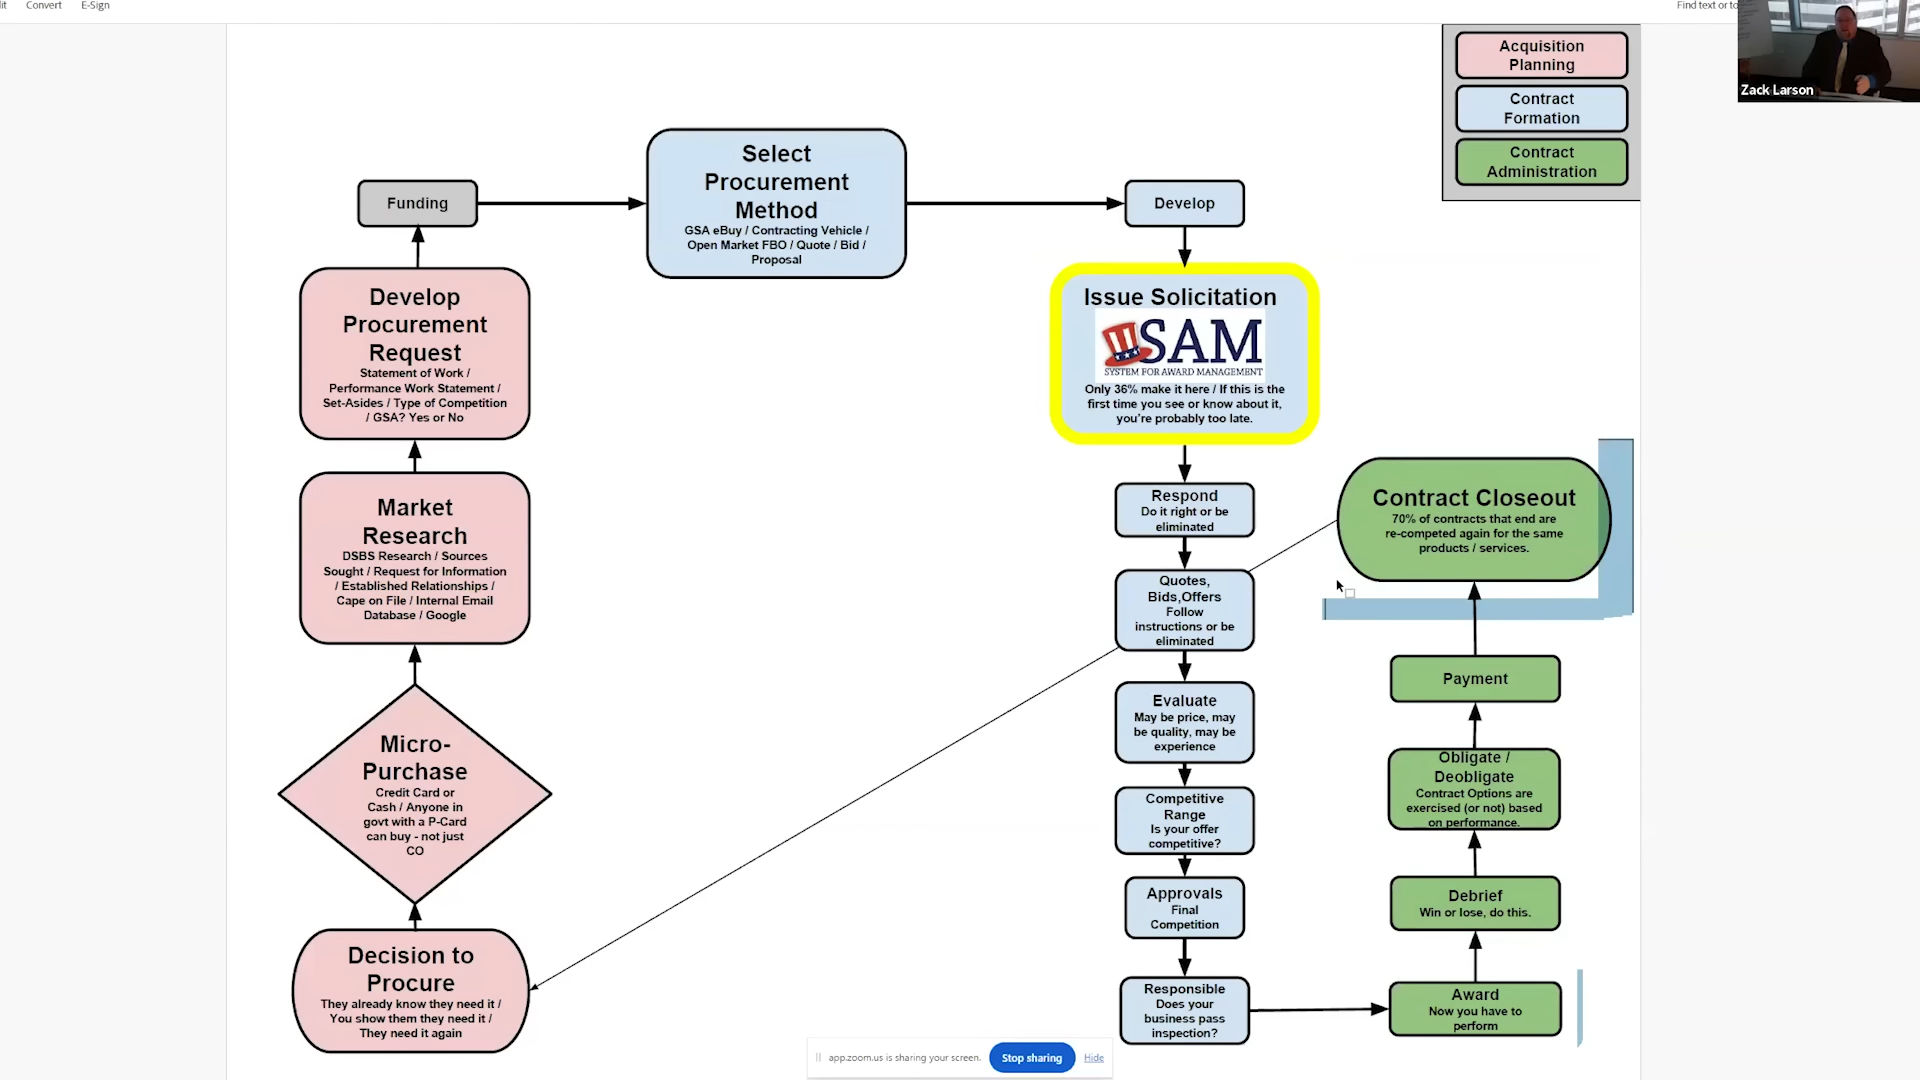 Convert
E-Sign
Find text or to
Zack Larson
Acquisition
Planning
Contract
Formation
Contract
Administration
Funding
Select
Procurement
Method
GSA eBuy / Contracting Vehicle /
Open Market FBO / Quote / Bid /
Proposal
Develop
Develop
Procurement
Request
Statement of Work /
Performance Work Statement /
Set-Asides / Type of Competition
/ GSA? Yes or No
Issue Solicitation
SAM
SYSTEM FOR AWARD MANAGEMENT
Only 36% make it here / If this is the
first time you see or know about it,
you're probably too late.
Market
Research
DSBS Research / Sources
Sought / Request for Information
/ Established Relationships /
Cape on File / Internal Email
Database / Google
Respond
Do it right or be
eliminated
Contract Closeout
70% of contracts that end are
re-competed again for the same
products / services.
Quotes,
Bids,Offers
Follow
instructions or be
eliminated
Micro-
Purchase
Credit Card or
Cash / Anyone in
govt with a P-Card
can buy - not just
CO
Evaluate
May be price, may
be quality, may be
experience
Payment
Competitive
Range
Is your offer
competitive?
Obligate /
Deobligate
Contract Options are
exercised (or not) based
on performance.
Approvals
Final
Competition
Debrief
Win or lose, do this.
Decision to
Procure
They already know they need it /
You show them they need it /
They need it again
Responsible
Does your
business pass
inspection?
Award
Now you have to
perform
app.zoom.us is sharing your screen.
Stop sharing
Hide